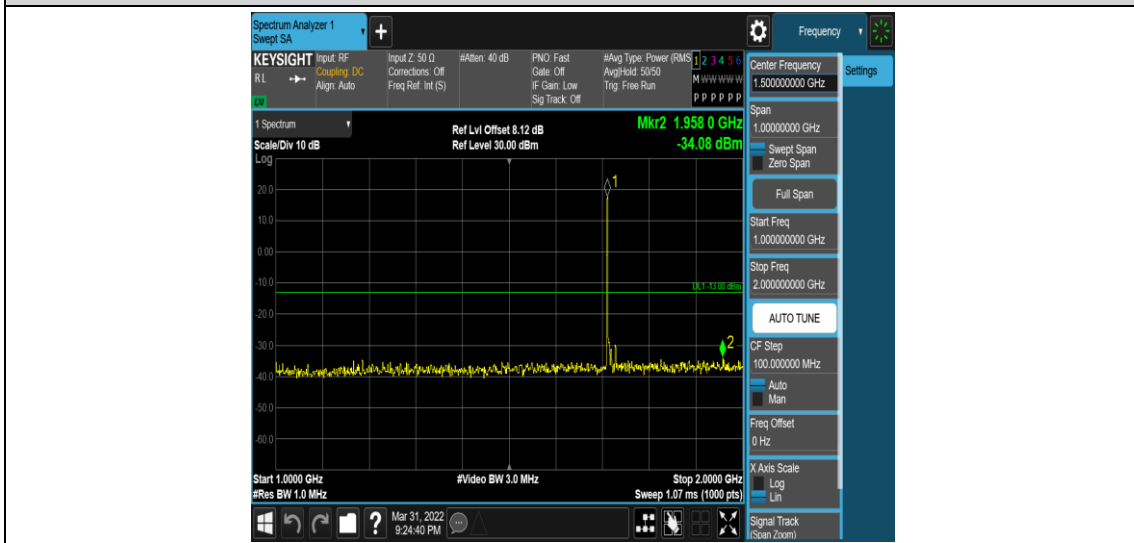 Spectrum Analyzer 1
Swept SA
+
Frequency
KEYSIGHT
RL
LXI
Input: RF
Coupling: DC
Align: Auto
Input Z: 50 Ω
Corrections: Off
Freq Ref: Int (S)
#Atten: 40 dB
PNO: Fast
Gate: Off
IF Gain: Low
Sig Track: Off
#Avg Type: Power (RMS
Avg|Hold: 50/50
Trig: Free Run
1 2 3 4 5 6
M W W W W W
P P P P P P
1 Spectrum
Scale/Div 10 dB
Log
Ref Lvl Offset 8.12 dB
Ref Level 30.00 dBm
Mkr2 1.958 0 GHz
-34.08 dBm
1
20.0
10.0
0.00
-10.0
DL1 -13.00 dBm
-20.0
-30.0
2
-40.0
-50.0
-60.0
Start 1.0000 GHz
#Res BW 1.0 MHz
#Video BW 3.0 MHz
Stop 2.0000 GHz
Sweep 1.07 ms (1000 pts)
?
Mar 31, 2022
9:24:40 PM
Center Frequency
1.500000000 GHz
Settings
Span
1.00000000 GHz
Swept Span
Zero Span
Full Span
Start Freq
1.000000000 GHz
Stop Freq
2.000000000 GHz
AUTO TUNE
CF Step
100.000000 MHz
Auto
Man
Freq Offset
0 Hz
X Axis Scale
Log
Lin
Signal Track
(Span Zoom)